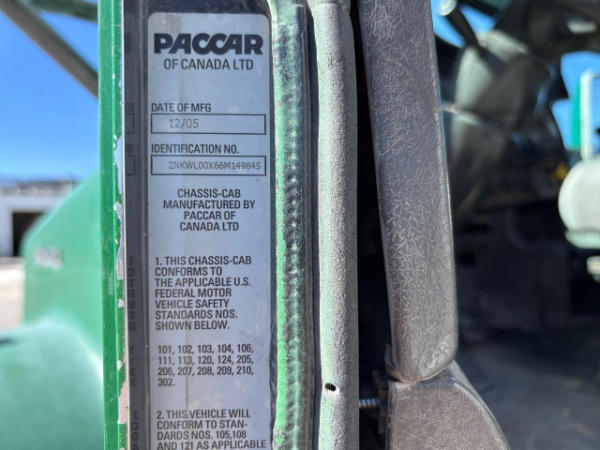 PACCAR
OF CANADA LTD
DATE OF MFG
12/05
IDENTIFICATION NO.
2NKWL00X66M149845
CHASSIS-CAB
MANUFACTURED BY
PACCAR OF
CANADA LTD
1. THIS CHASSIS-CAB
CONFORMS TO
THE APPLICABLE U.S.
FEDERAL MOTOR
VEHICLE SAFETY
STANDARDS NOS.
SHOWN BELOW.
101, 102, 103, 104, 106,
111, 113, 120, 124, 205,
206, 207, 208, 209, 210,
302.
2. THIS VEHICLE WILL
CONFORM TO STAN-
DARDS NOS. 105,108
AND 121 AS APPLICABLE